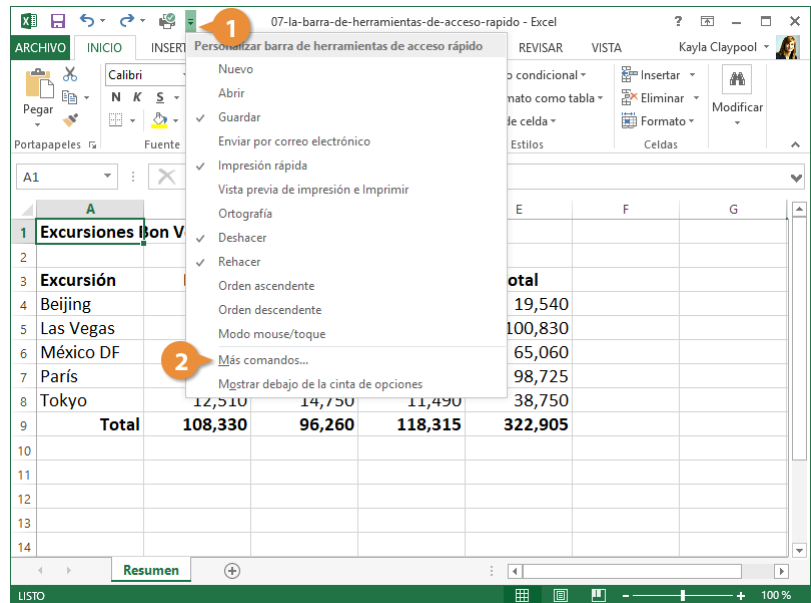 1
07-la-barra-de-herramientas-de-acceso-rapido - Excel
?
ARCHIVO INICIO INSERT REVISAR VISTA Kayla Claypool
Personalizar barra de herramientas de acceso rápido
Nuevo
Abrir
✓ Guardar
Enviar por correo electrónico
✓ Impresión rápida
Vista previa de impresión e Imprimir
Ortografía
✓ Deshacer
✓ Rehacer
Orden ascendente
Orden descendente
Modo mouse/toque
2
Más comandos...
Mostrar debajo de la cinta de opciones
Pegar
Portapapeles
Calibri
N K S
Fuente
condicional
como tabla
de celda
Estilos
Insertar
Eliminar
Formato
Celdas
Modificar
A1
A E F G
1 Excursiones Bon V
2
3 Excursión otal
4 Beijing 19,540
5 Las Vegas 100,830
6 México DF 65,060
7 París 98,725
8 Tokyo 12,510 14,750 11,490 38,750
9 Total 108,330 96,260 118,315 322,905
10
11
12
13
14
Resumen
LISTO 100 %